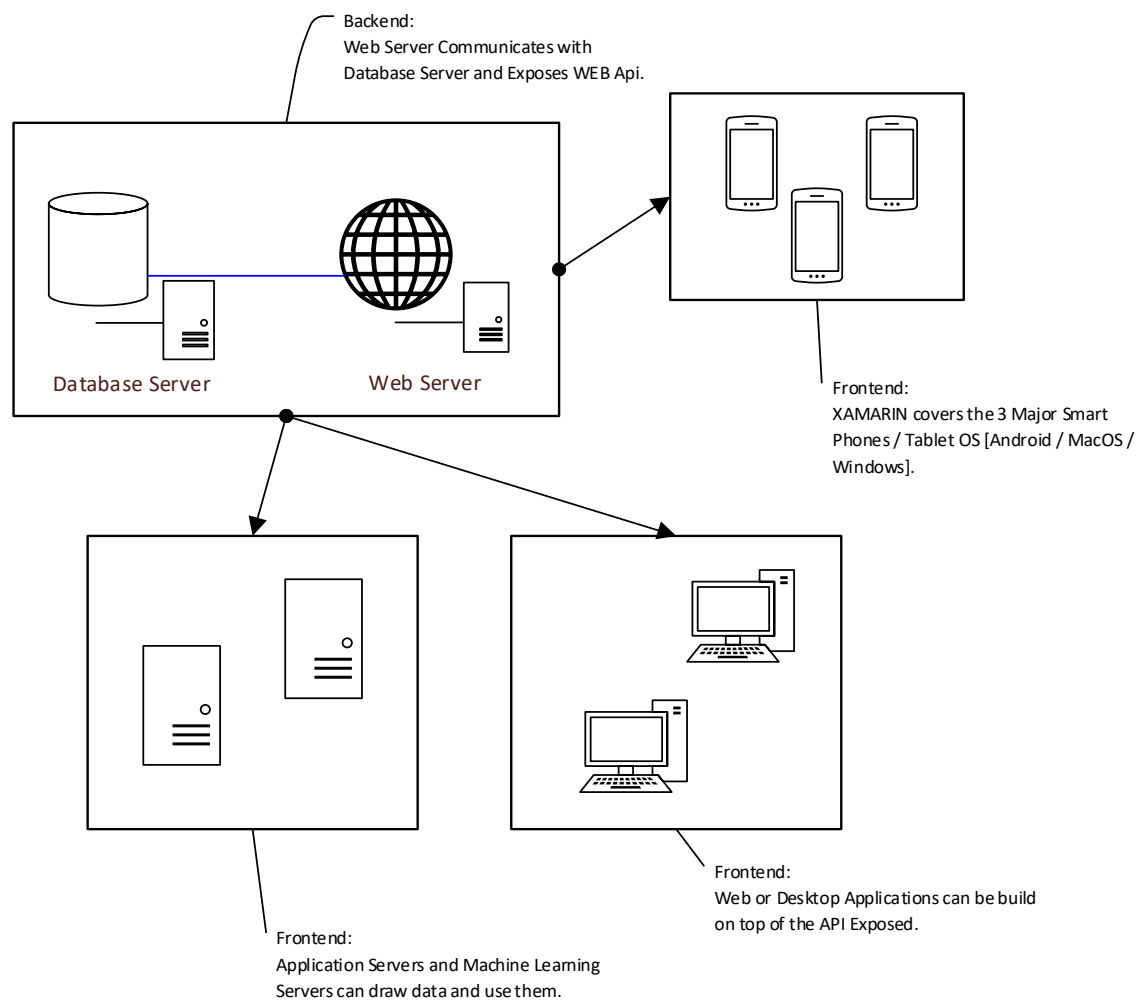 Backend:
Web Server Communicates with
Database Server and Exposes WEB Api.
Database Server
Web Server
Frontend:
XAMARIN covers the 3 Major Smart
Phones / Tablet OS [Android / MacOS /
Windows].
Frontend:
Web or Desktop Applications can be build
on top of the API Exposed.
Frontend:
Application Servers and Machine Learning
Servers can draw data and use them.